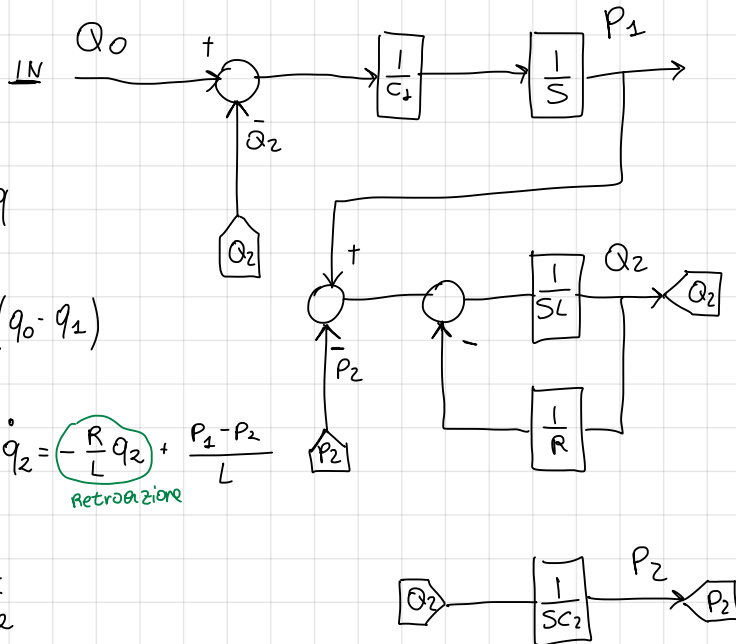 Q0
P1
IN
+
1/C1
1/S
-
Q2
q
Q2
+
Q2
(q0 - q1)
1/SL
Q2
-
-
P2
q̇2 = - R/L q2 + P1 - P2 / L
P2
1/R
Retroazione
P2
Q2
1/SC2
P2
2